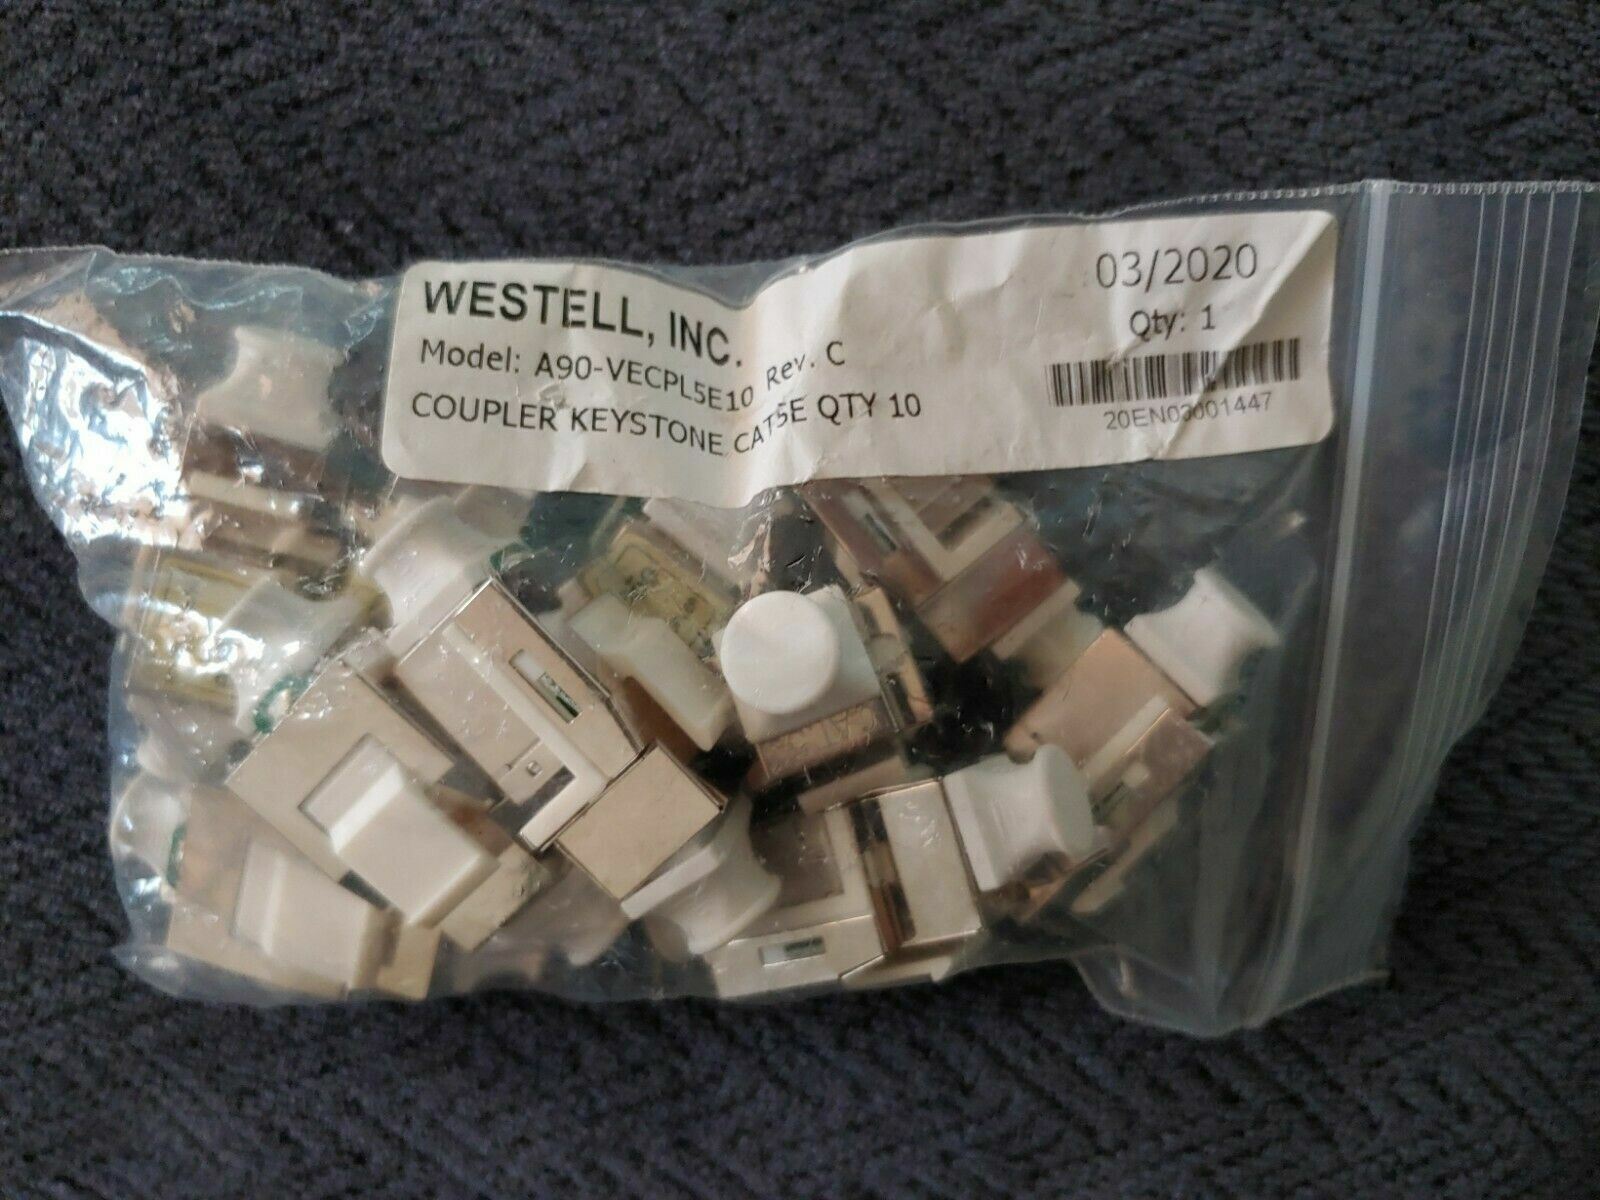 WESTELL, INC.
Model: A90-VECPL5E10 Rev. C
COUPLER KEYSTONE CAT5E QTY 10
03/2020
Qty: 1
20EN03001447